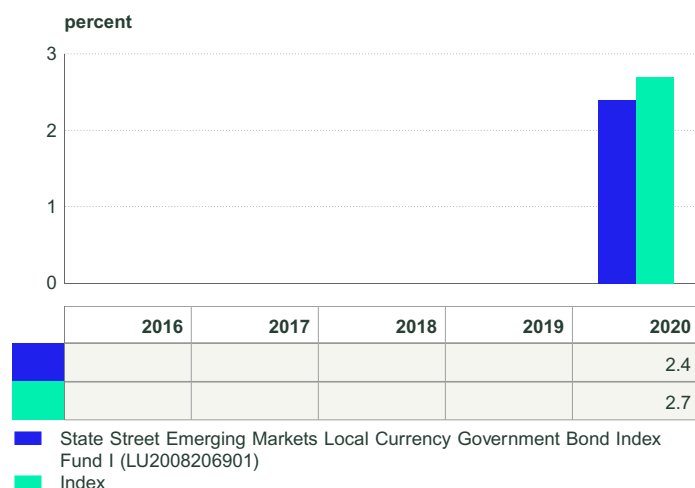 percent
3
2
1
0
2016 2017 2018 2019 2020
2.4
2.7
State Street Emerging Markets Local Currency Government Bond Index
Fund I (LU2008206901)
Index